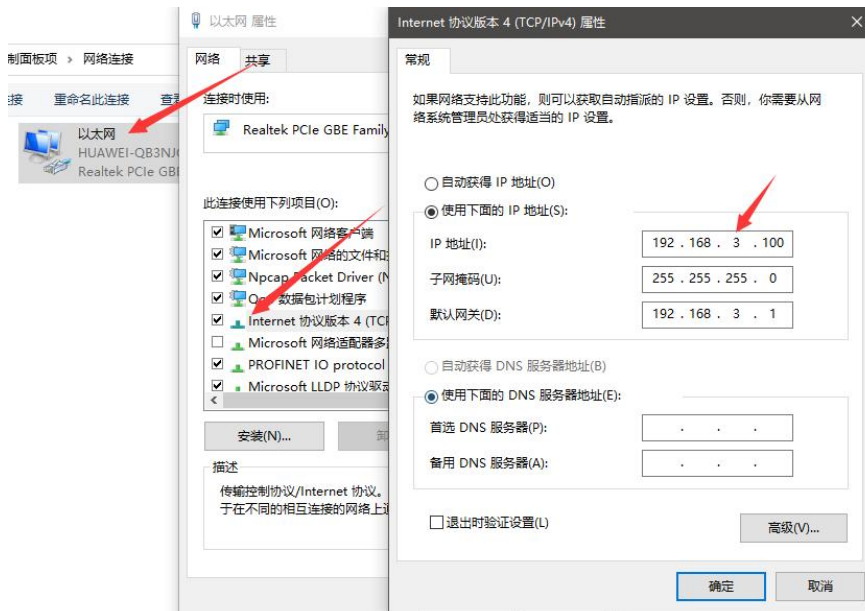 制面板项 › 网络连接
重命名此连接
以太网
HUAWEI-QB3NJ
Realtek PCIe GB
以太网 属性
网络 共享
连接时使用:
Realtek PCIe GBE Family
此连接使用下列项目(O):
Microsoft 网络客户端
Microsoft 网络的文件和
Npcap Packet Driver (N
QoS 数据包计划程序
Internet 协议版本 4 (TC
Microsoft 网络适配器多
PROFINET IO protocol
Microsoft LLDP 协议驱动
安装(N)...
描述
传输控制协议/Internet 协议。
于在不同的相互连接的网络上
Internet 协议版本 4 (TCP/IPv4) 属性
常规
如果网络支持此功能，则可以获取自动指派的 IP 设置。否则，你需要从网
络系统管理员处获得适当的 IP 设置。
自动获得 IP 地址(O)
使用下面的 IP 地址(S):
IP 地址(I): 192 . 168 . 3 . 100
子网掩码(U): 255 . 255 . 255 . 0
默认网关(D): 192 . 168 . 3 . 1
自动获得 DNS 服务器地址(B)
使用下面的 DNS 服务器地址(E):
首选 DNS 服务器(P): . . .
备用 DNS 服务器(A): . . .
退出时验证设置(L)
高级(V)...
确定 取消